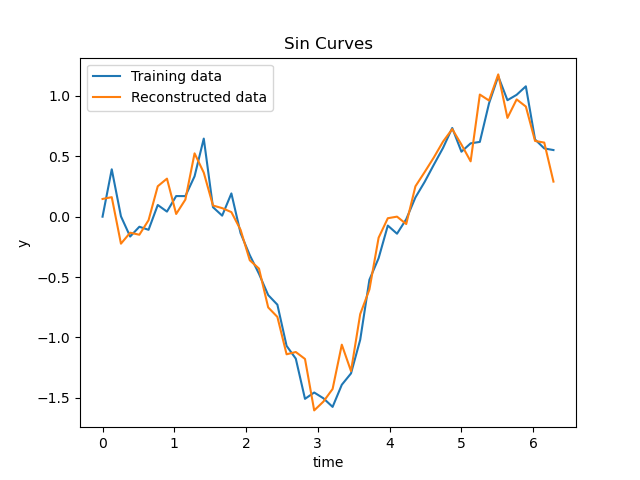 Sin Curves
Training data
Reconstructed data
1.0
0.5
0.0
−0.5
−1.0
−1.5
y
0 1 2 3 4 5 6
time